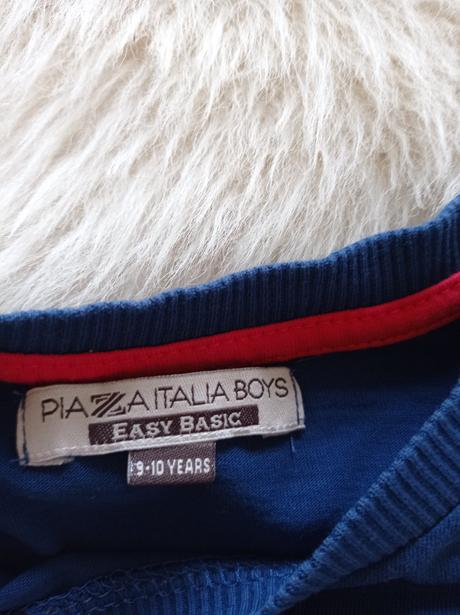 PIAZZA ITALIA BOYS
EASY BASIC
9-10 YEARS